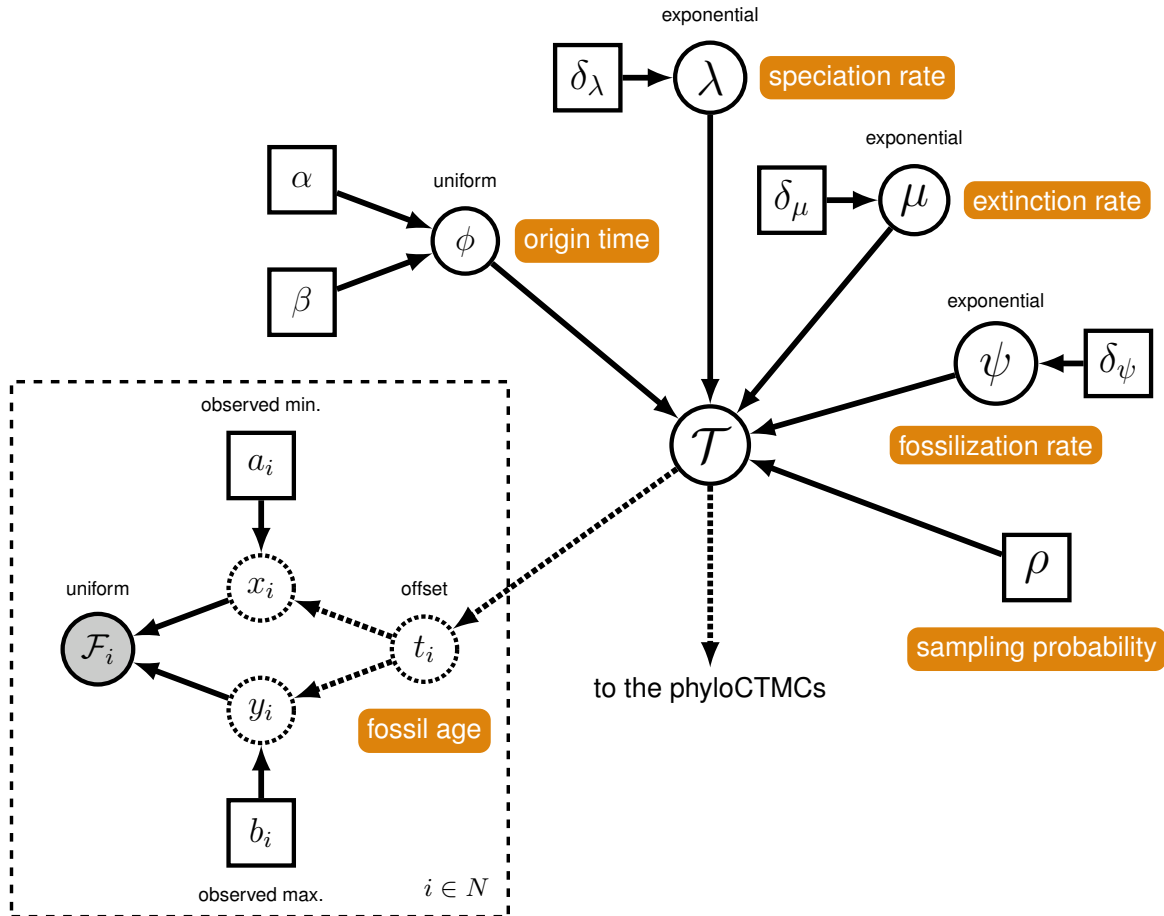 exponential
δ_λ
λ
speciation rate
exponential
δ_μ
μ
extinction rate
α
uniform
φ
origin time
β
exponential
ψ
δ_ψ
fossilization rate
𝒯
ρ
sampling probability
to the phyloCTMCs
observed min.
a_i
uniform
x_i
offset
ℱ_i
t_i
y_i
fossil age
b_i
observed max.
i ∈ N